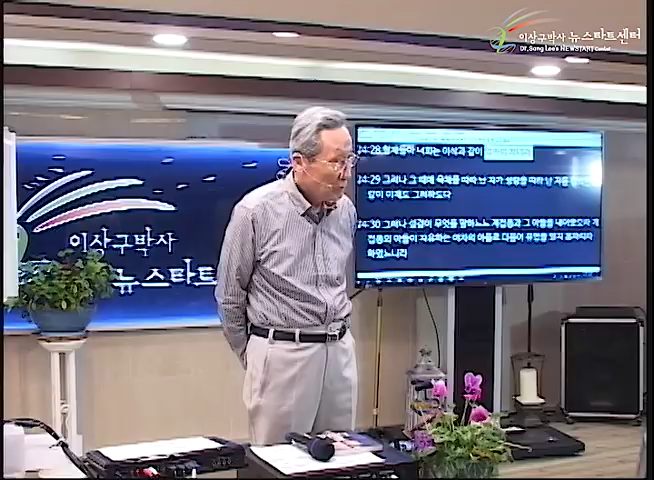 이상구박사 뉴스타트센터
Dr. Sang Lee's NEWSTART Center
이상구박사
뉴스타트
24:28 형제들아 너희는 이삭과 같이
24:29 그러나 그 때에 육체를 따라 난 자가 성령을 따라 난 자를
같이 이제도 그러하도다
24:30 그러나 성경이 무엇을 말하느냐 계집종과 그 아들을 내어쫓으라 계
집종의 아들이 자유하는 여자의 아들로 더불어 유업을 얻지 못하리라
하였느니라